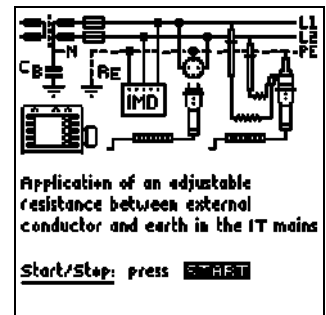 L1
L2
PE
N
CB
RE
IMD
Application of an adjustable
resistance between external
conductor and earth in the IT mains
Start/Stop: press START